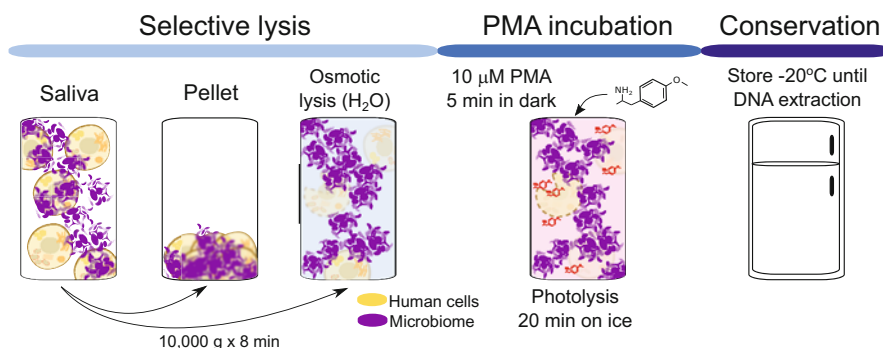 Selective lysis
PMA incubation
Conservation
Saliva
Pellet
Osmotic
lysis (H2O)
10 μM PMA
5 min in dark
NH2
O
Store -20°C until
DNA extraction
Human cells
Microbiome
10,000 g x 8 min
Photolysis
20 min on ice